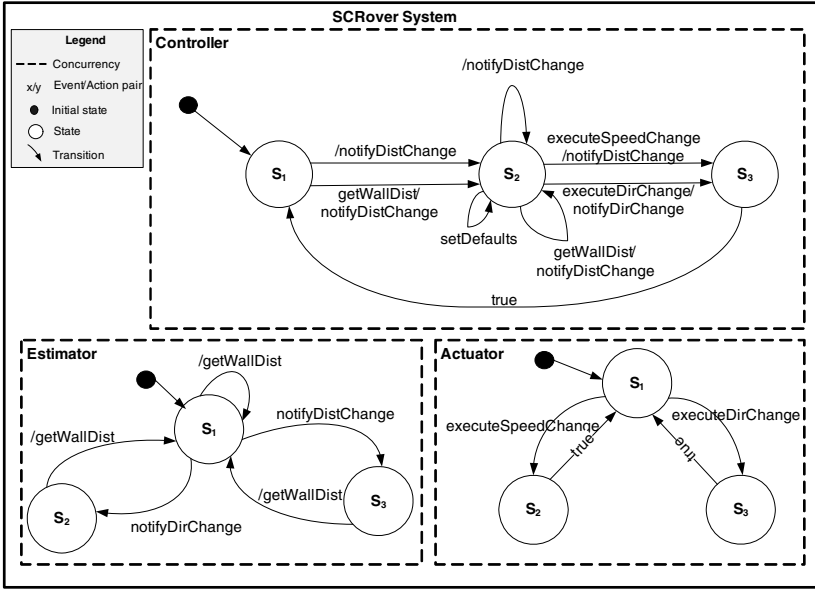 SCRover System
Legend
Concurrency
x/y Event/Action pair
Initial state
State
Transition
Controller
/notifyDistChange
/notifyDistChange
getWallDist/
notifyDistChange
executeSpeedChange
/notifyDistChange
executeDirChange/
notifyDirChange
S1
S2
S3
setDefaults
getWallDist/
notifyDistChange
true
Estimator
/getWallDist
notifyDistChange
/getWallDist
S1
/getWallDist
S2
S3
notifyDirChange
Actuator
S1
executeSpeedChange
executeDirChange
true
true
S2
S3